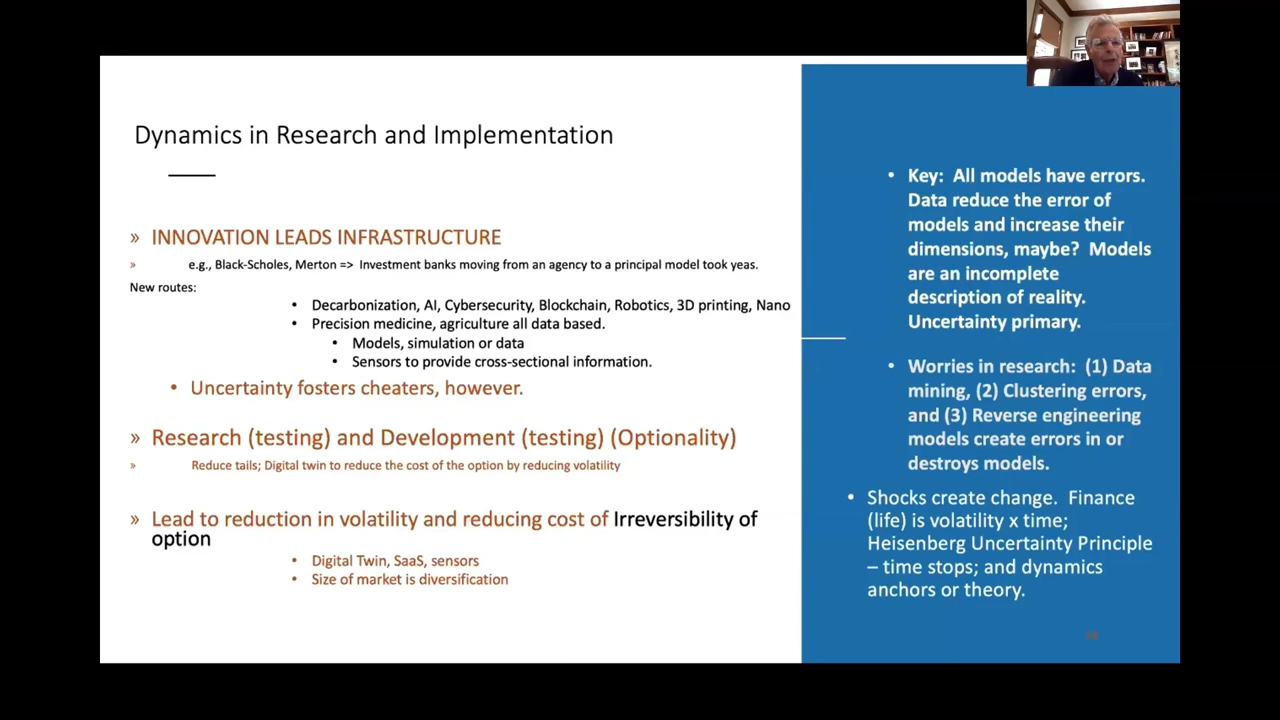 Dynamics in Research and Implementation
» INNOVATION LEADS INFRASTRUCTURE
» e.g., Black-Scholes, Merton => Investment banks moving from an agency to a principal model took yeas.
New routes:
• Decarbonization, AI, Cybersecurity, Blockchain, Robotics, 3D printing, Nano
• Precision medicine, agriculture all data based.
• Models, simulation or data
• Sensors to provide cross-sectional information.
• Uncertainty fosters cheaters, however.
» Research (testing) and Development (testing) (Optionality)
» Reduce tails; Digital twin to reduce the cost of the option by reducing volatility
» Lead to reduction in volatility and reducing cost of Irreversibility of
option
• Digital Twin, SaaS, sensors
• Size of market is diversification
• Key: All models have errors.
Data reduce the error of
models and increase their
dimensions, maybe? Models
are an incomplete
description of reality.
Uncertainty primary.
• Worries in research: (1) Data
mining, (2) Clustering errors,
and (3) Reverse engineering
models create errors in or
destroys models.
• Shocks create change. Finance
(life) is volatility x time;
Heisenberg Uncertainty Principle
– time stops; and dynamics
anchors or theory.